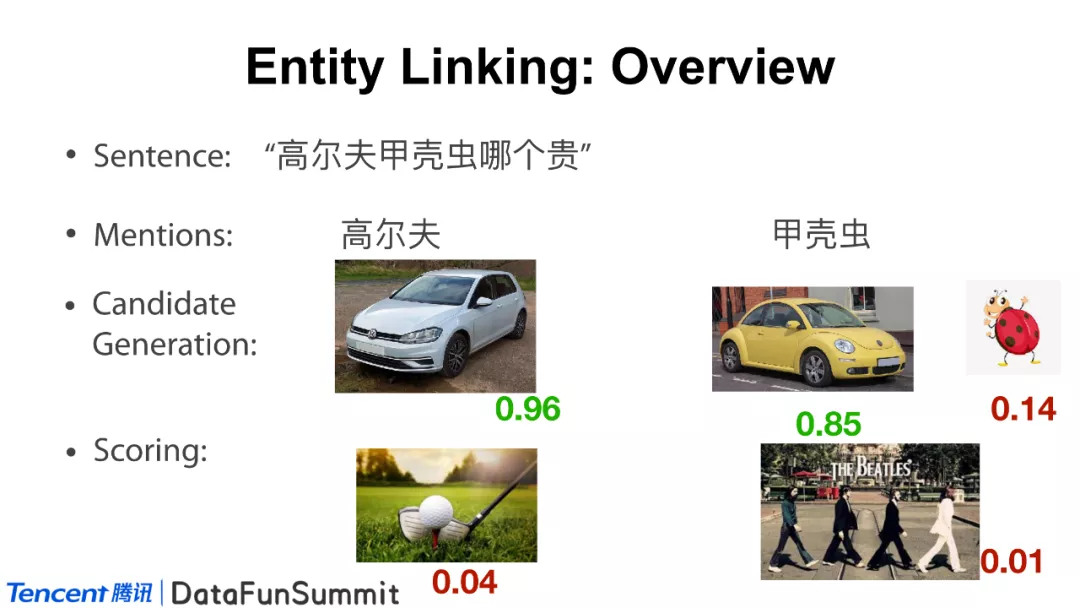 Entity Linking: Overview
• Sentence: “高尔夫甲壳虫哪个贵”
• Mentions: 高尔夫 甲壳虫
• Candidate
Generation:
0.96
0.85
0.14
• Scoring:
THE BEATLES
0.04
0.01
Tencent 腾讯 | DataFunSummit